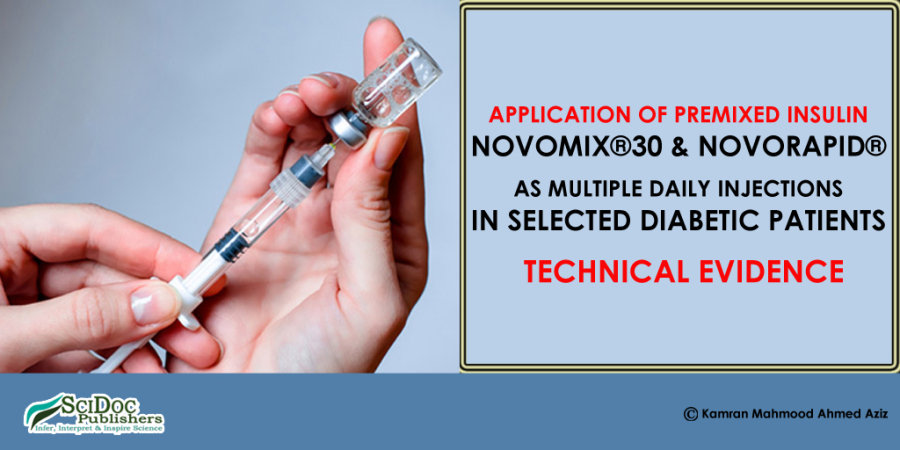 APPLICATION OF PREMIXED INSULIN
NOVOMIX®30 & NOVORAPID®
AS MULTIPLE DAILY INJECTIONS
IN SELECTED DIABETIC PATIENTS
TECHNICAL EVIDENCE
SciDoc
Publishers
Infer, Interpret & Inspire Science
© Kamran Mahmood Ahmed Aziz